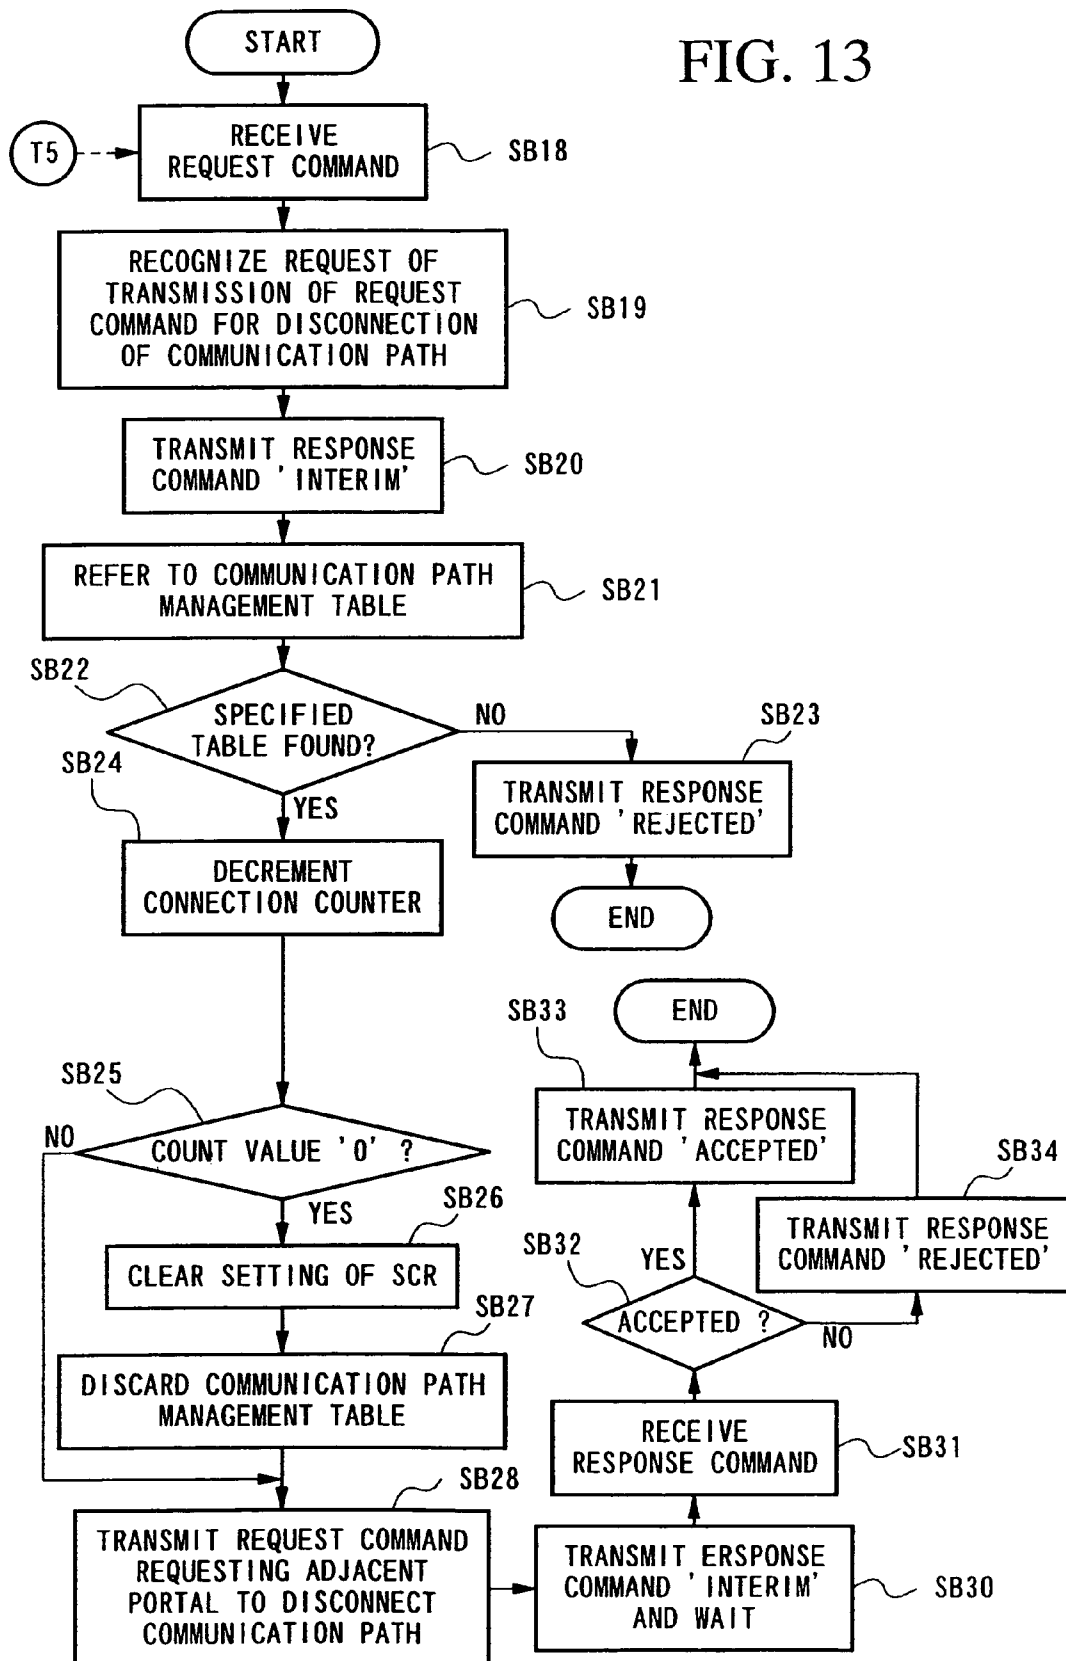 FIG. 13
START
T5
RECEIVE
REQUEST COMMAND
SB18
RECOGNIZE REQUEST OF
TRANSMISSION OF REQUEST
COMMAND FOR DISCONNECTION
OF COMMUNICATION PATH
SB19
TRANSMIT RESPONSE
COMMAND 'INTERIM'
SB20
REFER TO COMMUNICATION PATH
MANAGEMENT TABLE
SB21
SB22
SPECIFIED
TABLE FOUND?
NO
YES
SB23
TRANSMIT RESPONSE
COMMAND 'REJECTED'
END
SB24
DECREMENT
CONNECTION COUNTER
SB25
COUNT VALUE '0' ?
NO
YES
SB26
CLEAR SETTING OF SCR
SB27
DISCARD COMMUNICATION PATH
MANAGEMENT TABLE
SB28
TRANSMIT REQUEST COMMAND
REQUESTING ADJACENT
PORTAL TO DISCONNECT
COMMUNICATION PATH
TRANSMIT ERSPONSE
COMMAND 'INTERIM'
AND WAIT
SB30
RECEIVE
RESPONSE COMMAND
SB31
SB32
ACCEPTED ?
YES
NO
SB33
TRANSMIT RESPONSE
COMMAND 'ACCEPTED'
SB34
TRANSMIT RESPONSE
COMMAND 'REJECTED'
END